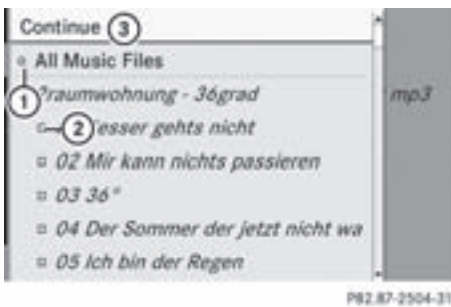 Continue 3
All Music Files
1 raumwohnung - 36grad
mp3
2 esser gehts nicht
02 Mir kann nichts passieren
03 36°
04 Der Sommer der jetzt nicht wa
05 Ich bin der Regen
P82.87-2504-31